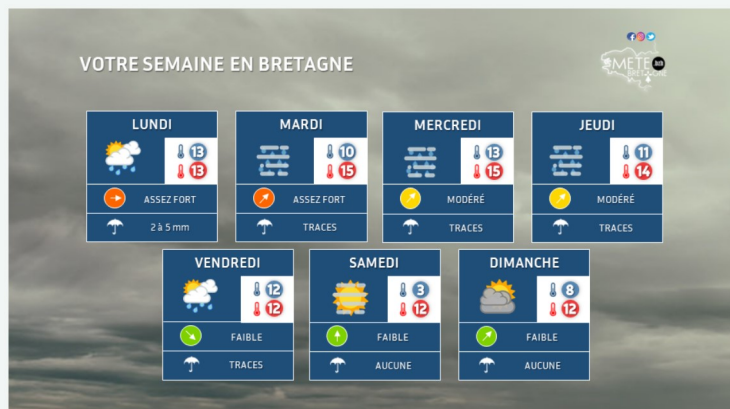 VOTRE SEMAINE EN BRETAGNE
METEO
BRETAGNE
LUNDI
13
13
ASSEZ FORT
2 à 5 mm
MARDI
10
15
ASSEZ FORT
TRACES
MERCREDI
13
15
MODÉRÉ
TRACES
JEUDI
11
14
MODÉRÉ
TRACES
VENDREDI
12
12
FAIBLE
TRACES
SAMEDI
3
12
FAIBLE
AUCUNE
DIMANCHE
8
12
FAIBLE
AUCUNE